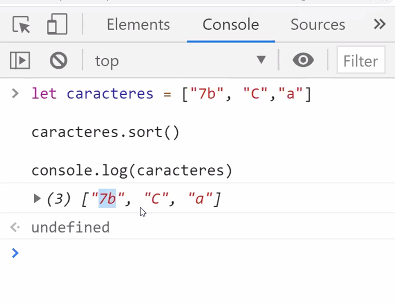 Elements Console Sources
top Filter
let caracteres = ["7b", "C","a"]
caracteres.sort()
console.log(caracteres)
(3) ["7b", "C", "a"]
undefined